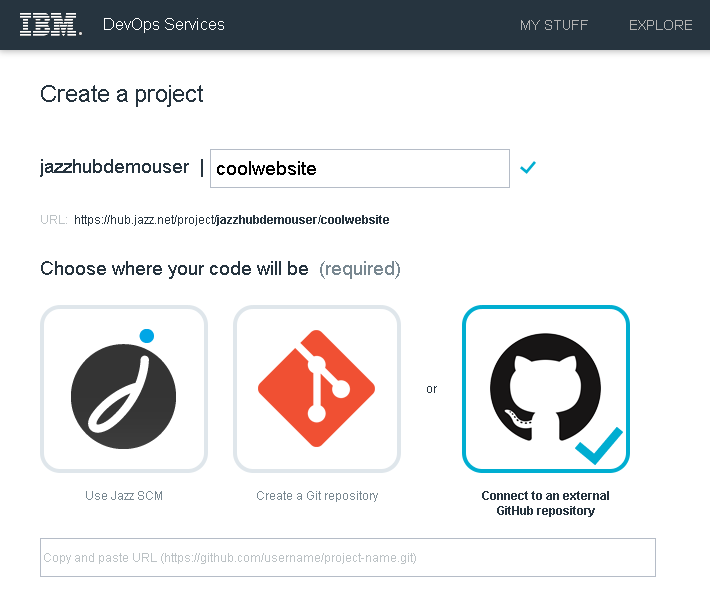 IBM. DevOps Services MY STUFF EXPLORE
Create a project
jazzhubdemouser | coolwebsite
URL: https://hub.jazz.net/project/jazzhubdemouser/coolwebsite
Choose where your code will be (required)
or
Use Jazz SCM Create a Git repository Connect to an external
GitHub repository
Copy and paste URL (https://github.com/username/project-name.git)